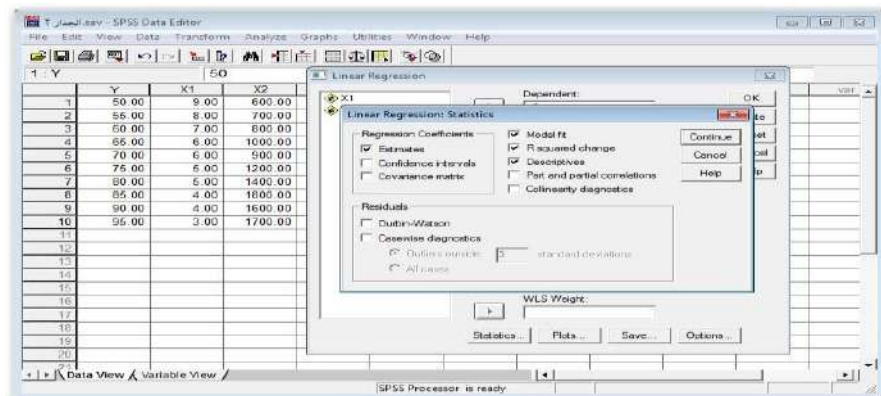 الجدار ٢.sav - SPSS Data Editor
File Edit View Data Transform Analyze Graphs Utilities Window Help
1 : Y 50
Y X1 X2 var
1 50.00 9.00 600.00
2 55.00 8.00 700.00
3 60.00 7.00 800.00
4 65.00 6.00 1000.00
5 70.00 6.00 900.00
6 75.00 5.00 1200.00
7 80.00 5.00 1400.00
8 85.00 4.00 1800.00
9 90.00 4.00 1600.00
10 95.00 3.00 1700.00
11
12
13
14
15
16
17
18
19
20
Linear Regression
X1
Dependent:
OK
Linear Regression: Statistics
Regression Coefficients
Estimates
Confidence intervals
Covariance matrix
Model fit
R squared change
Descriptives
Part and partial correlations
Collinearity diagnostics
Continue
Cancel
Help
Residuals
Durbin-Watson
Casewise diagnostics
Outliers outside: standard deviations
All cases
WLS Weight:
Statistics... Plots... Save... Options...
Data View Variable View
SPSS Processor is ready